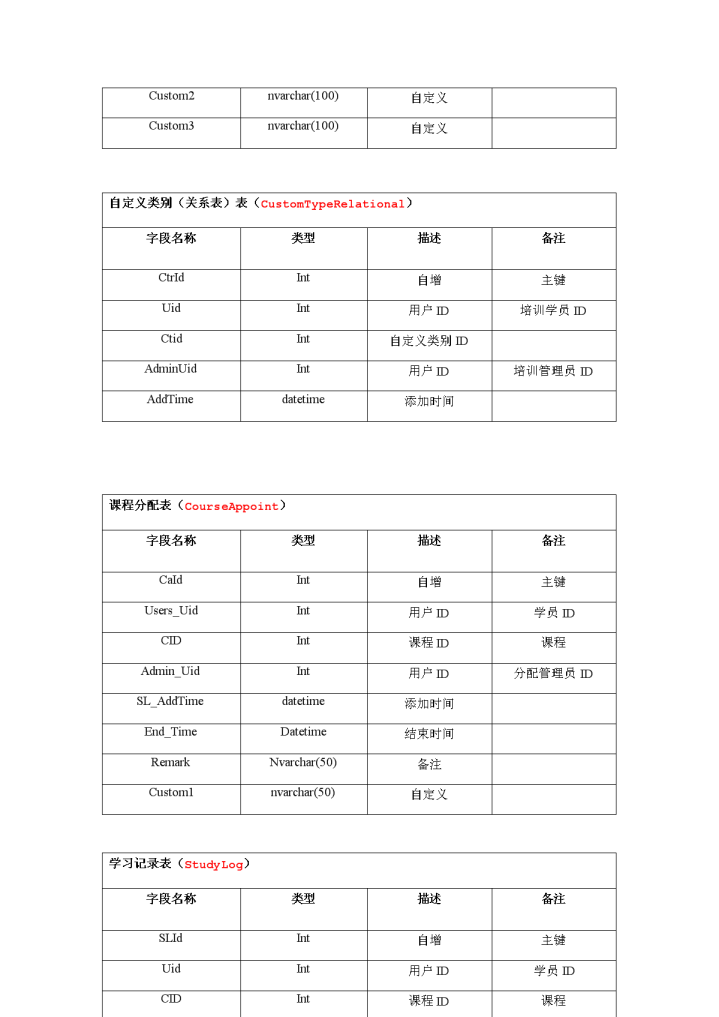 Custom2 nvarchar(100) 自定义
Custom3 nvarchar(100) 自定义
自定义类别（关系表）表（CustomTypeRelational）
字段名称 类型 描述 备注
CtrId Int 自增 主键
Uid Int 用户 ID 培训学员 ID
Ctid Int 自定义类别 ID
AdminUid Int 用户 ID 培训管理员 ID
AddTime datetime 添加时间
课程分配表（CourseAppoint）
字段名称 类型 描述 备注
CaId Int 自增 主键
Users_Uid Int 用户 ID 学员 ID
CID Int 课程 ID 课程
Admin_Uid Int 用户 ID 分配管理员 ID
SL_AddTime datetime 添加时间
End_Time Datetime 结束时间
Remark Nvarchar(50) 备注
Custom1 nvarchar(50) 自定义
学习记录表（StudyLog）
字段名称 类型 描述 备注
SLId Int 自增 主键
Uid Int 用户 ID 学员 ID
CID Int 课程 ID 课程